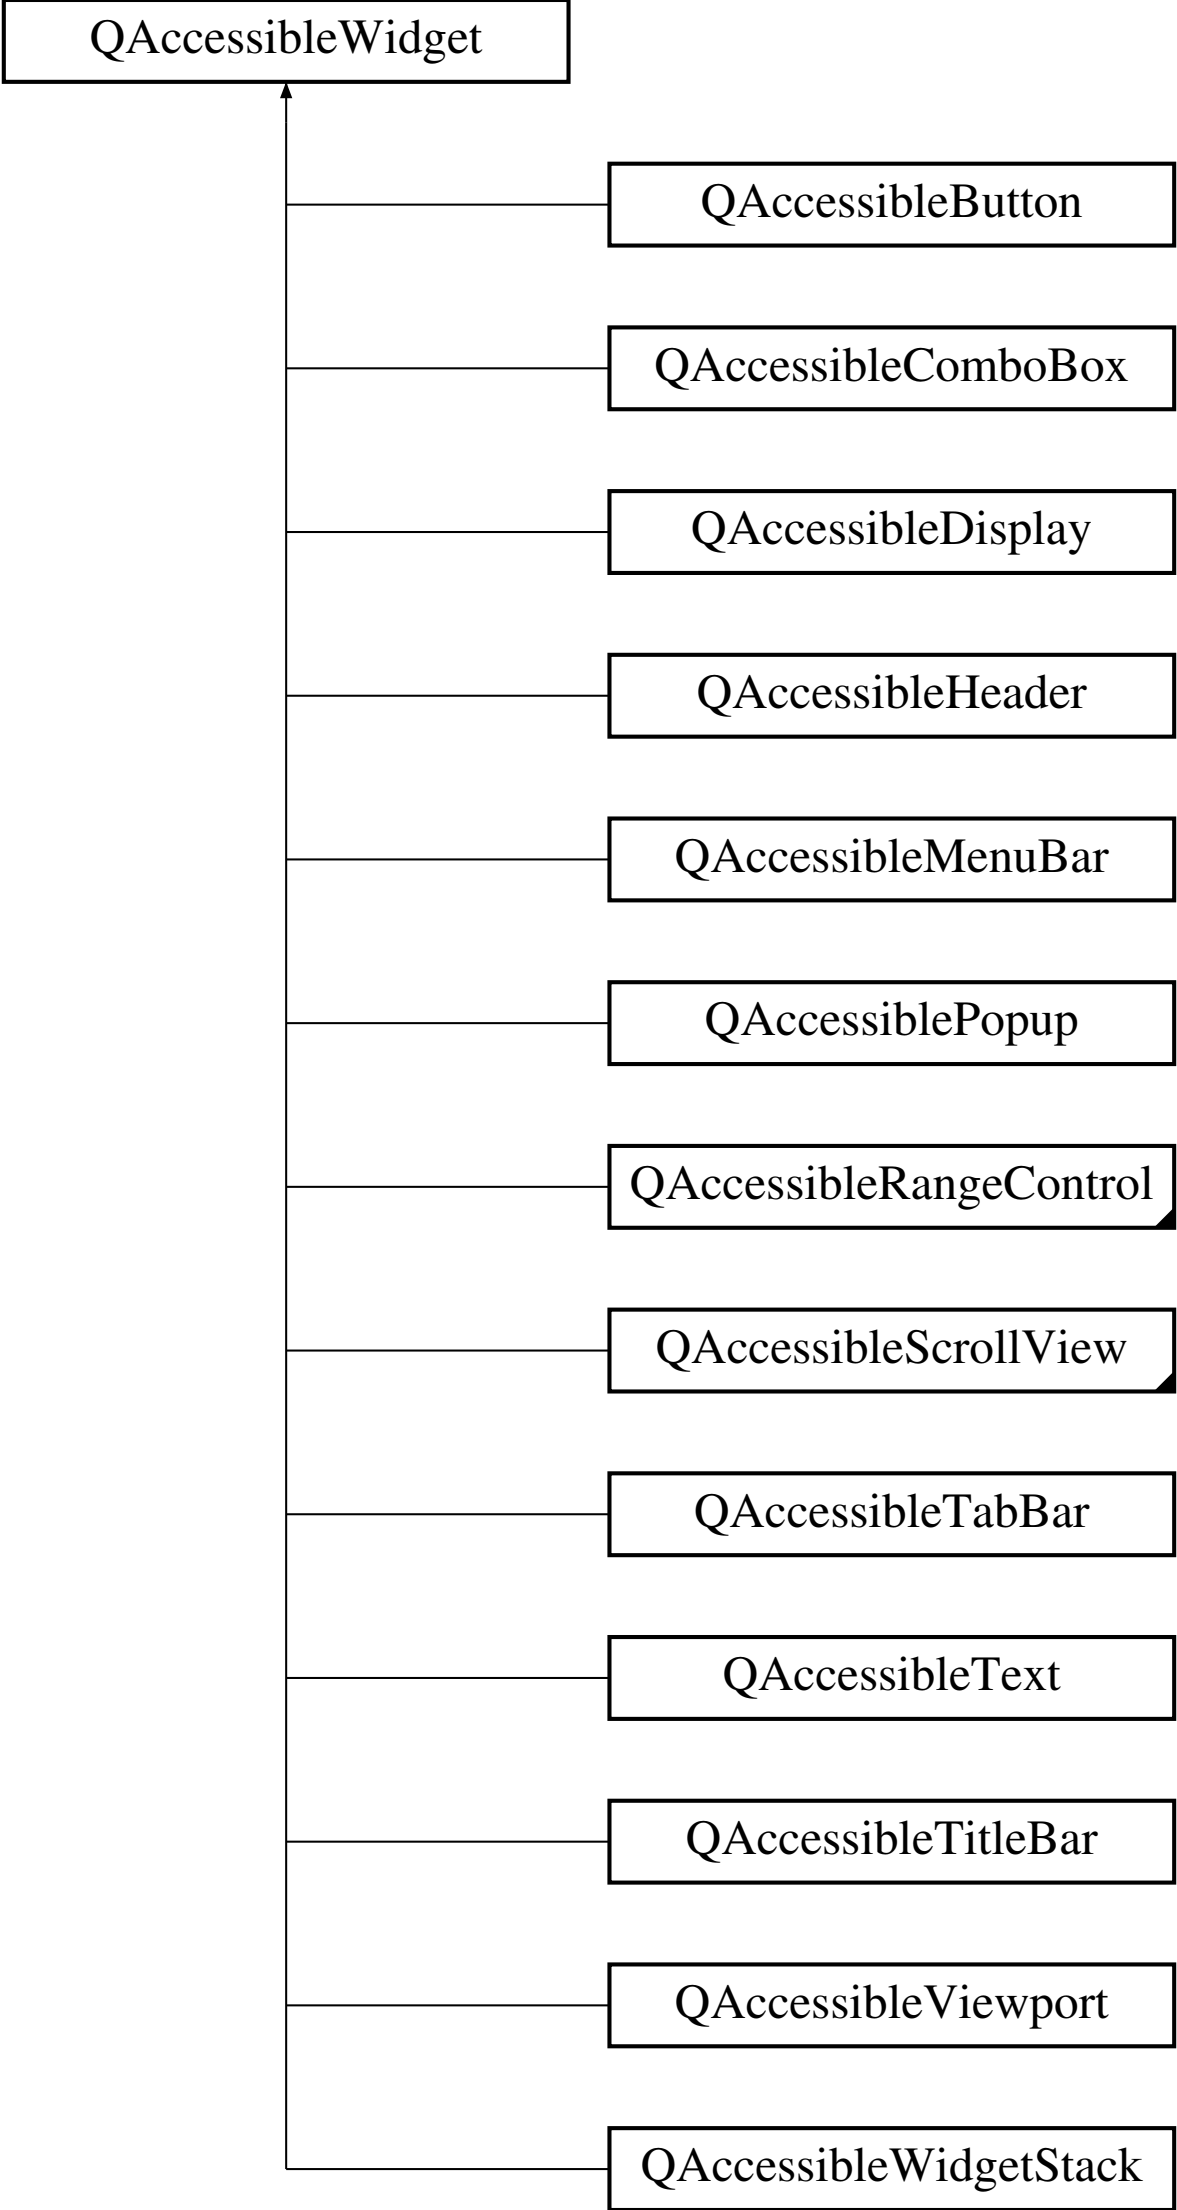 QAccessibleWidget
QAccessibleButton
QAccessibleComboBox
QAccessibleDisplay
QAccessibleHeader
QAccessibleMenuBar
QAccessiblePopup
QAccessibleRangeControl
QAccessibleScrollView
QAccessibleTabBar
QAccessibleText
QAccessibleTitleBar
QAccessibleViewport
QAccessibleWidgetStack